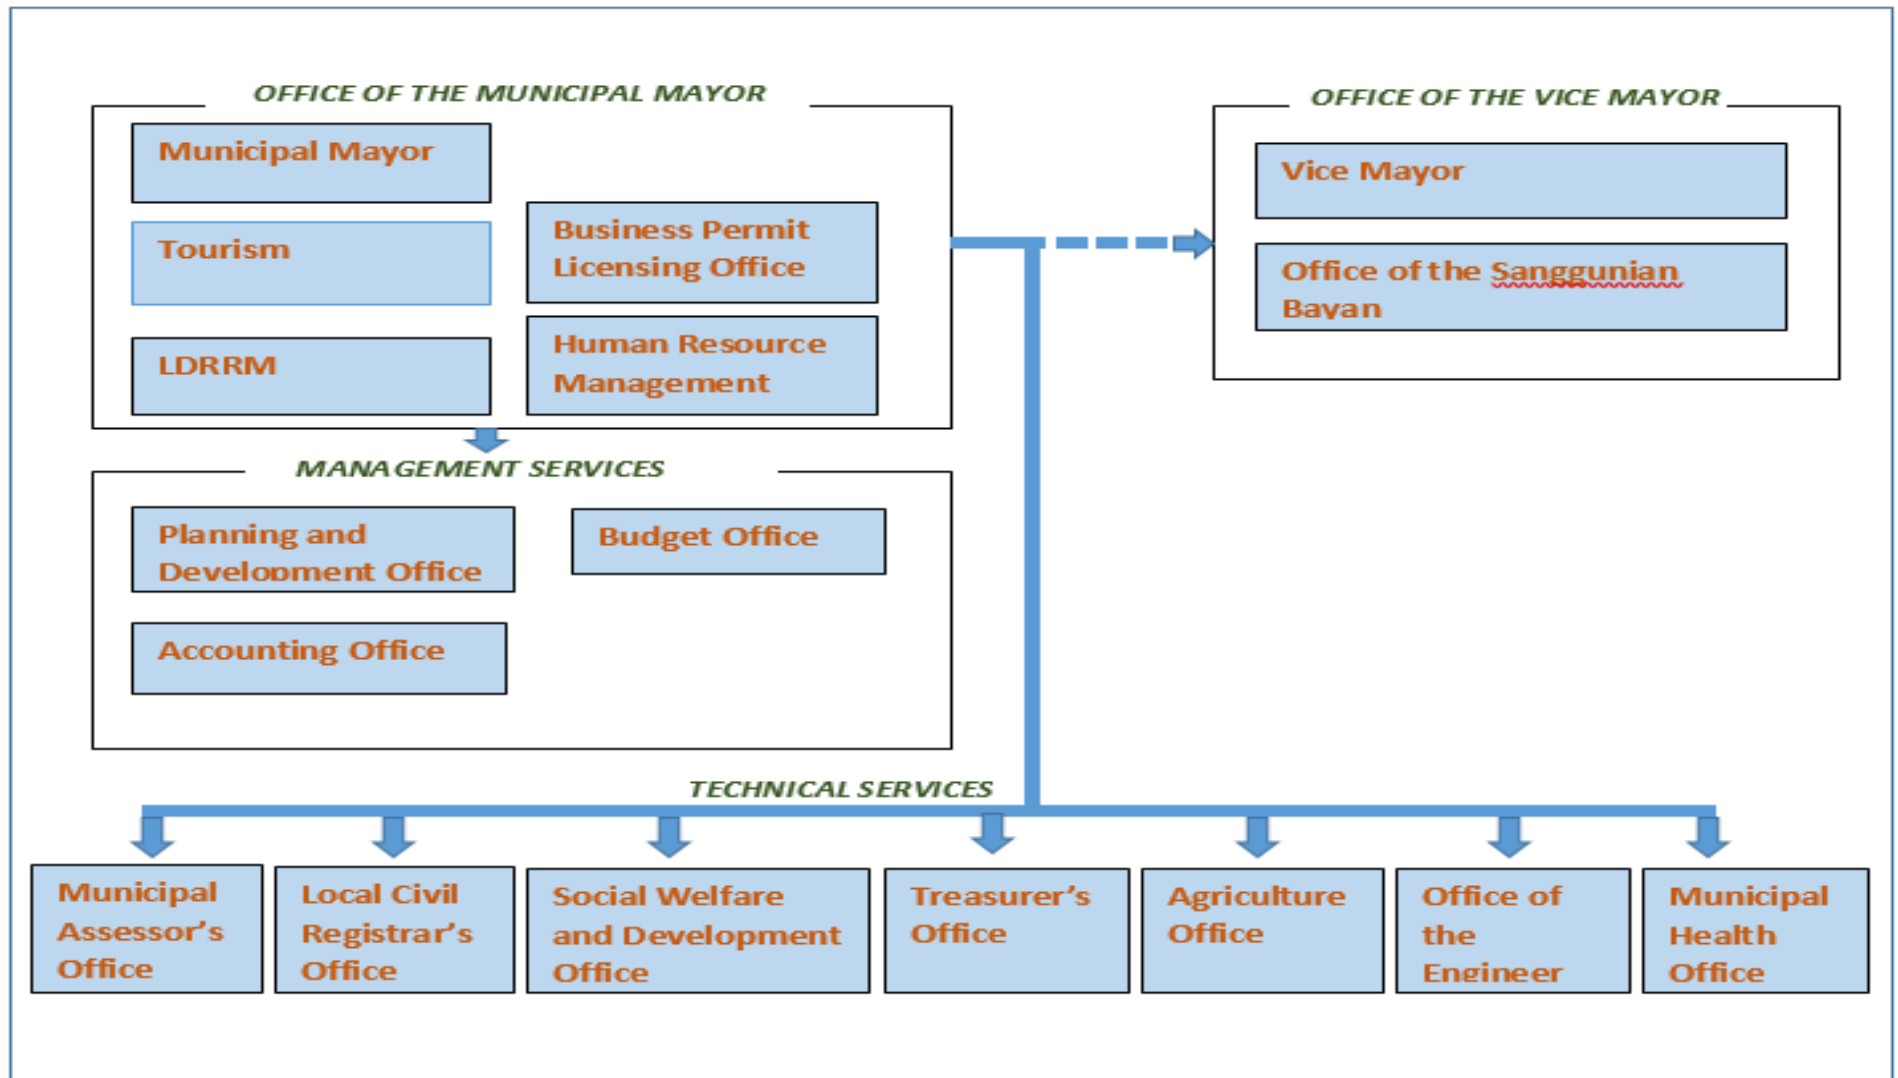 OFFICE OF THE MUNICIPAL MAYOR
Municipal Mayor
Tourism
LDRRM
Business Permit
Licensing Office
Human Resource
Management
OFFICE OF THE VICE MAYOR
Vice Mayor
Office of the Sanggunian
Bayan
MANAGEMENT SERVICES
Planning and
Development Office
Budget Office
Accounting Office
TECHNICAL SERVICES
Municipal
Assessor’s
Office
Local Civil
Registrar’s
Office
Social Welfare
and Development
Office
Treasurer’s
Office
Agriculture
Office
Office of
the
Engineer
Municipal
Health
Office